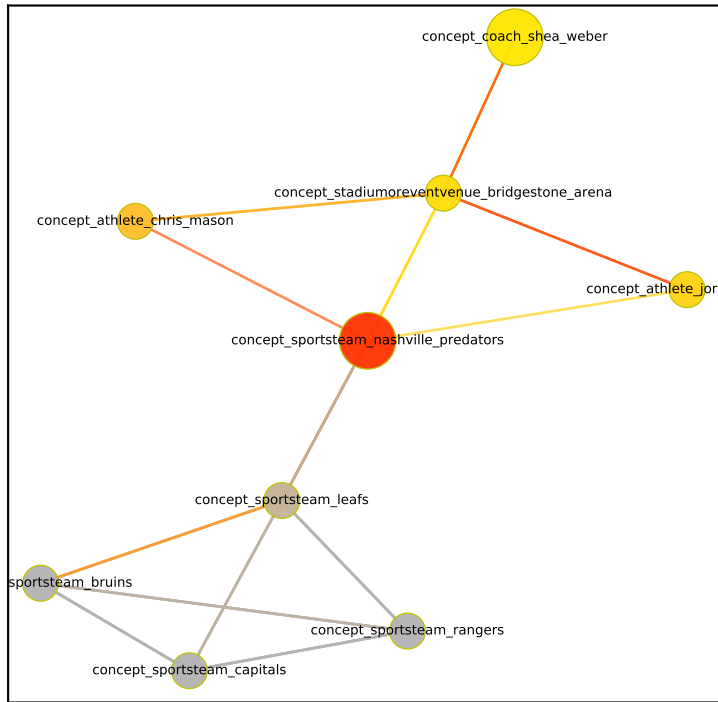 concept_coach_shea_weber
concept_stadiumoreventvenue_bridgestone_arena
concept_athlete_chris_mason
concept_athlete_jor
concept_sportsteam_nashville_predators
concept_sportsteam_leafs
sportsteam_bruins
concept_sportsteam_rangers
concept_sportsteam_capitals